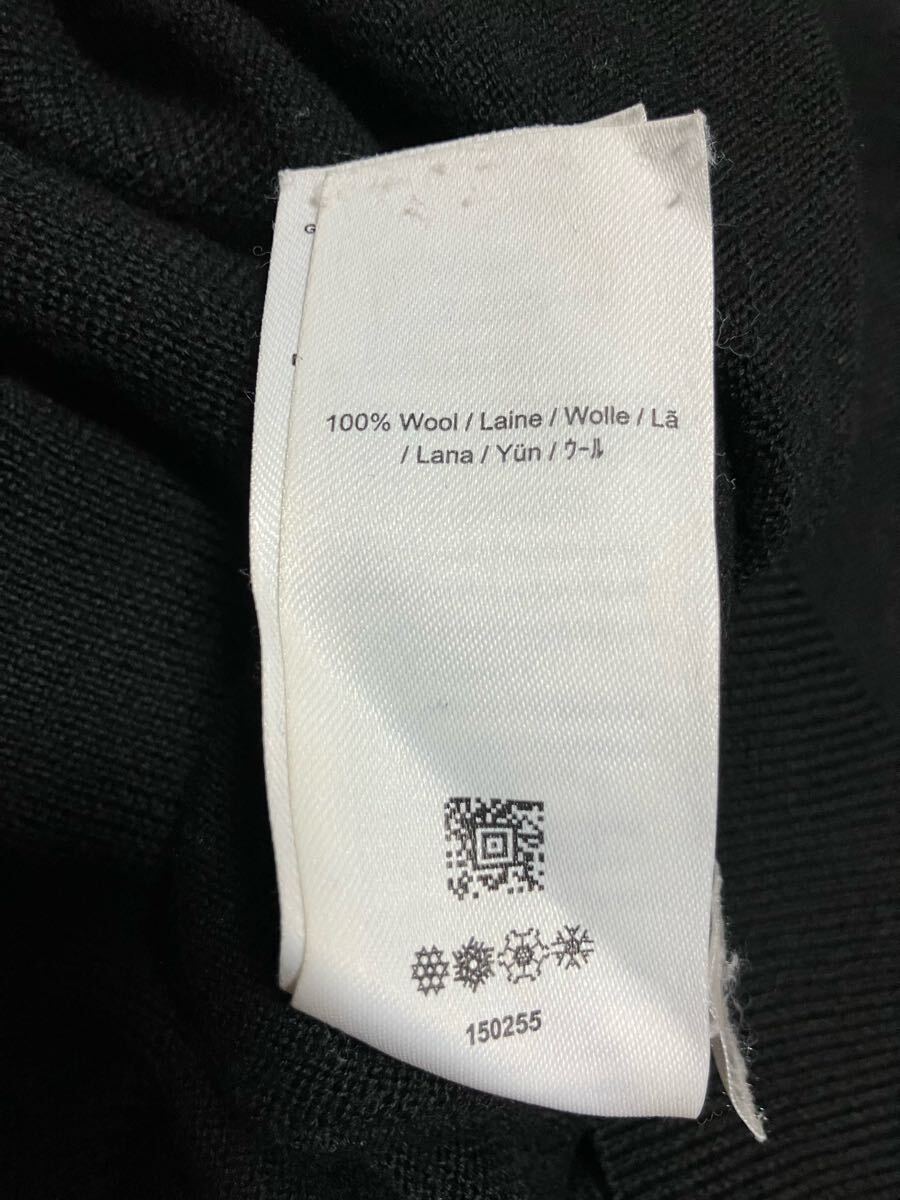 100% Wool / Laine / Wolle / Lã
/ Lana / Yün / ウール
150255